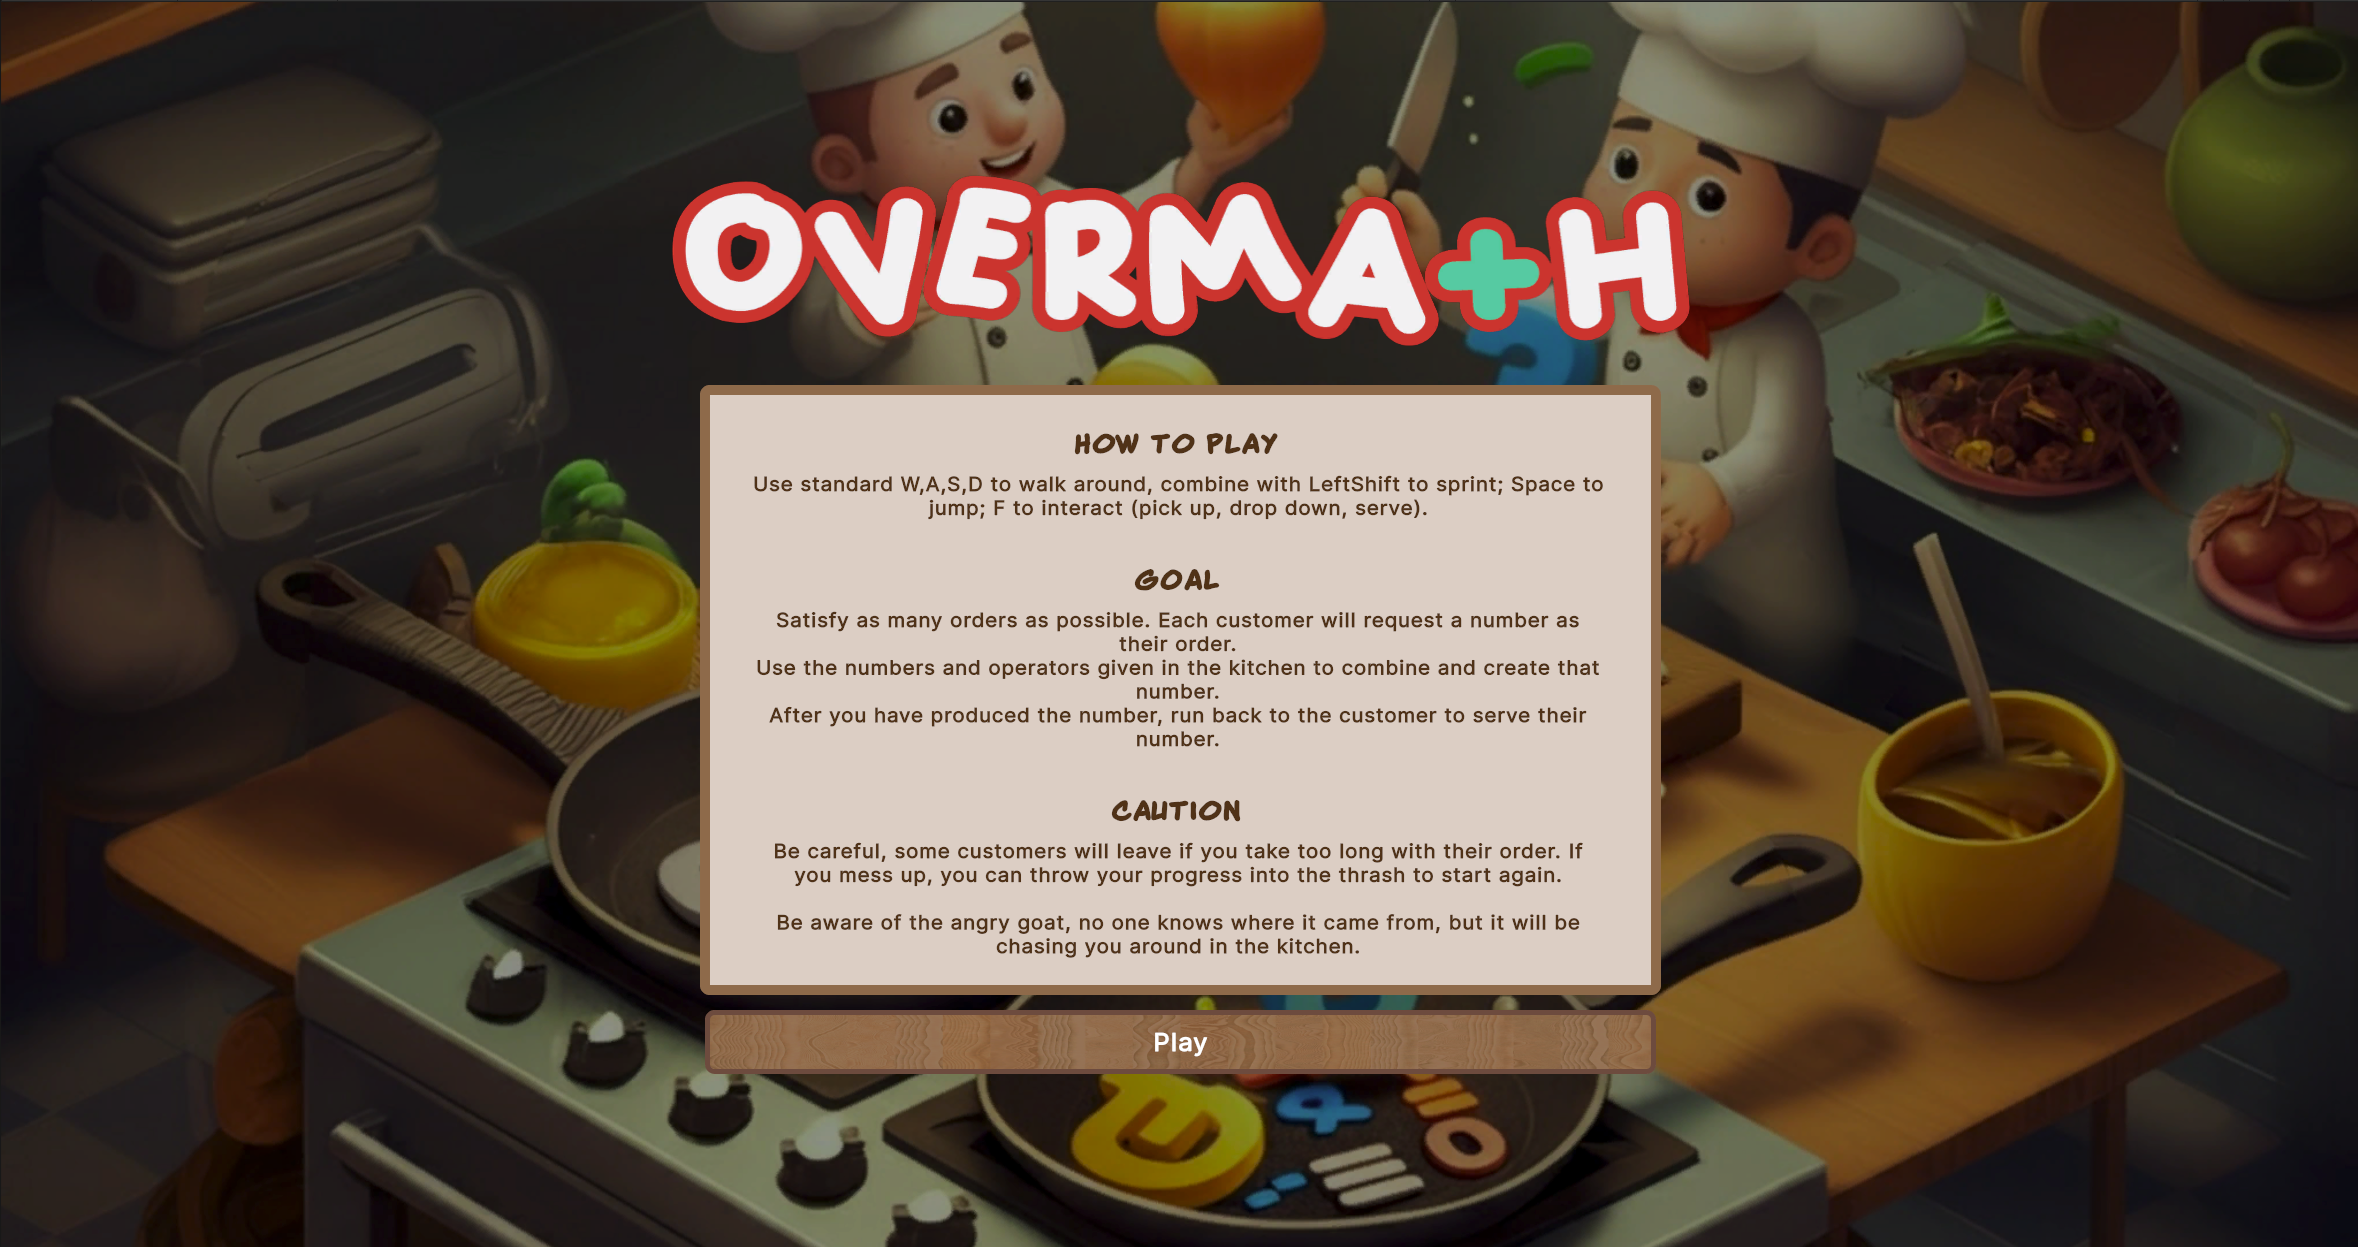 OVERMA+H
HOW TO PLAY
Use standard W,A,S,D to walk around, combine with LeftShift to sprint; Space to
jump; F to interact (pick up, drop down, serve).
GOAL
Satisfy as many orders as possible. Each customer will request a number as
their order.
Use the numbers and operators given in the kitchen to combine and create that
number.
After you have produced the number, run back to the customer to serve their
number.
CAUTION
Be careful, some customers will leave if you take too long with their order. If
you mess up, you can throw your progress into the thrash to start again.
Be aware of the angry goat, no one knows where it came from, but it will be
chasing you around in the kitchen.
Play